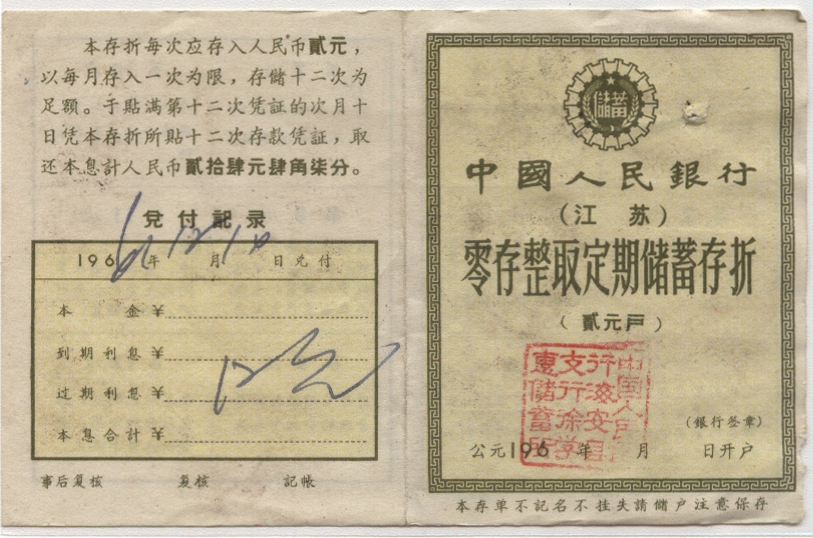 本存折每次应存入人民币貳元，
以每月存入一次为限，存储十二次为
足额。于貼滿第十二次凭証的次月十
日凭本存折所貼十二次存款凭証，取
还本息計人民币貳拾肆元肆角柒分。
兌付記录
196 年 月 日兌付
本 金￥
到期利息￥
过期利息￥
本息合計￥
事后复核 复核 記帐
儲蓄
中國人民銀行
（江 苏）
零存整取定期儲蓄存折
（貳元戸）
（銀行签章）
公元196 年 月 日开户
本存单不記名不挂失請儲户注意保存